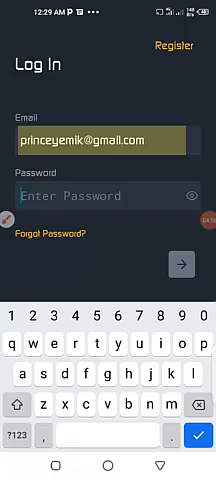 12:29 AM P
Register
Log In
Email
princeyemik@gmail.com
Password
Enter Password
Forgot Password?
1 2 3 4 5 6 7 8 9 0
q w e r t y u i o p
a s d f g h j k l
z x c v b n m
?123 , .